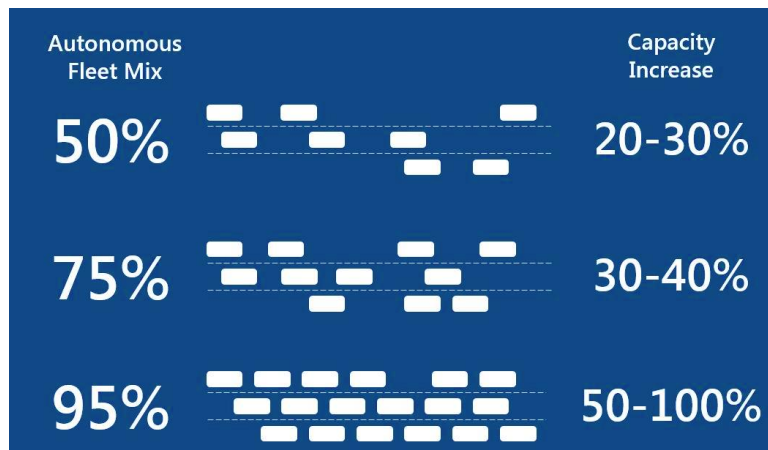 Autonomous
Fleet Mix
Capacity
Increase
50%
20-30%
75%
30-40%
95%
50-100%